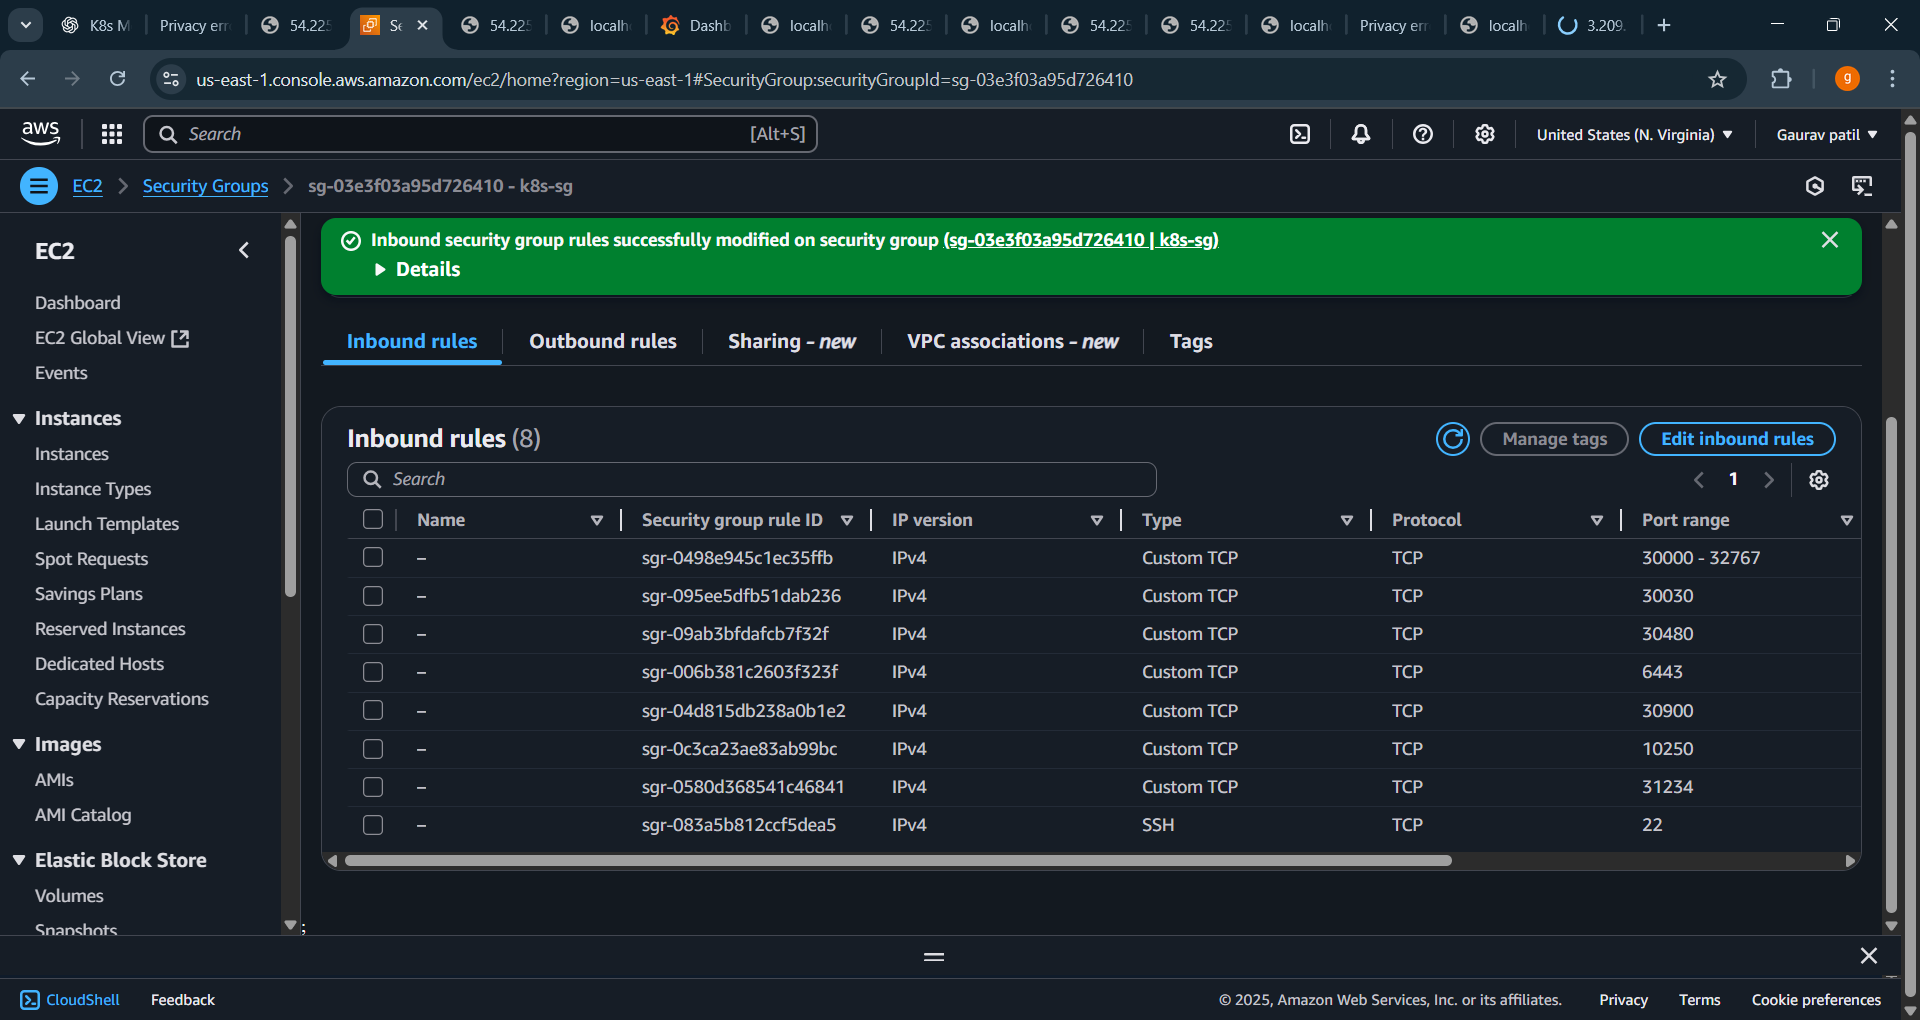 K8s M
Privacy err
54.225
Se
54.225
localh
Dashb
localh
54.225
localh
54.225
54.225
localh
Privacy err
localh
3.209.
us-east-1.console.aws.amazon.com/ec2/home?region=us-east-1#SecurityGroup:securityGroupId=sg-03e3f03a95d726410
g
aws
Search
[Alt+S]
United States (N. Virginia)
Gaurav patil
EC2
Security Groups
sg-03e3f03a95d726410 - k8s-sg
EC2
Dashboard
EC2 Global View
Events
Instances
Instances
Instance Types
Launch Templates
Spot Requests
Savings Plans
Reserved Instances
Dedicated Hosts
Capacity Reservations
Images
AMIs
AMI Catalog
Elastic Block Store
Volumes
Snapshots
Inbound security group rules successfully modified on security group (sg-03e3f03a95d726410 | k8s-sg)
Details
Inbound rules
Outbound rules
Sharing - new
VPC associations - new
Tags
Inbound rules (8)
Manage tags
Edit inbound rules
Search
1
Name Security group rule ID IP version Type Protocol Port range
– sgr-0498e945c1ec35ffb IPv4 Custom TCP TCP 30000 - 32767
– sgr-095ee5dfb51dab236 IPv4 Custom TCP TCP 30030
– sgr-09ab3bfdafcb7f32f IPv4 Custom TCP TCP 30480
– sgr-006b381c2603f323f IPv4 Custom TCP TCP 6443
– sgr-04d815db238a0b1e2 IPv4 Custom TCP TCP 30900
– sgr-0c3ca23ae83ab99bc IPv4 Custom TCP TCP 10250
– sgr-0580d368541c46841 IPv4 Custom TCP TCP 31234
– sgr-083a5b812ccf5dea5 IPv4 SSH TCP 22
;
CloudShell
Feedback
© 2025, Amazon Web Services, Inc. or its affiliates.
Privacy
Terms
Cookie preferences